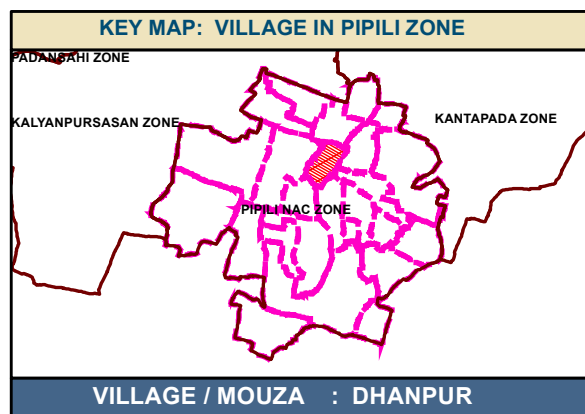 KEY MAP: VILLAGE IN PIPILI ZONE
PADANSAHI ZONE
KALYANPURSASAN ZONE
KANTAPADA ZONE
PIPILI NAC ZONE
VILLAGE / MOUZA : DHANPUR